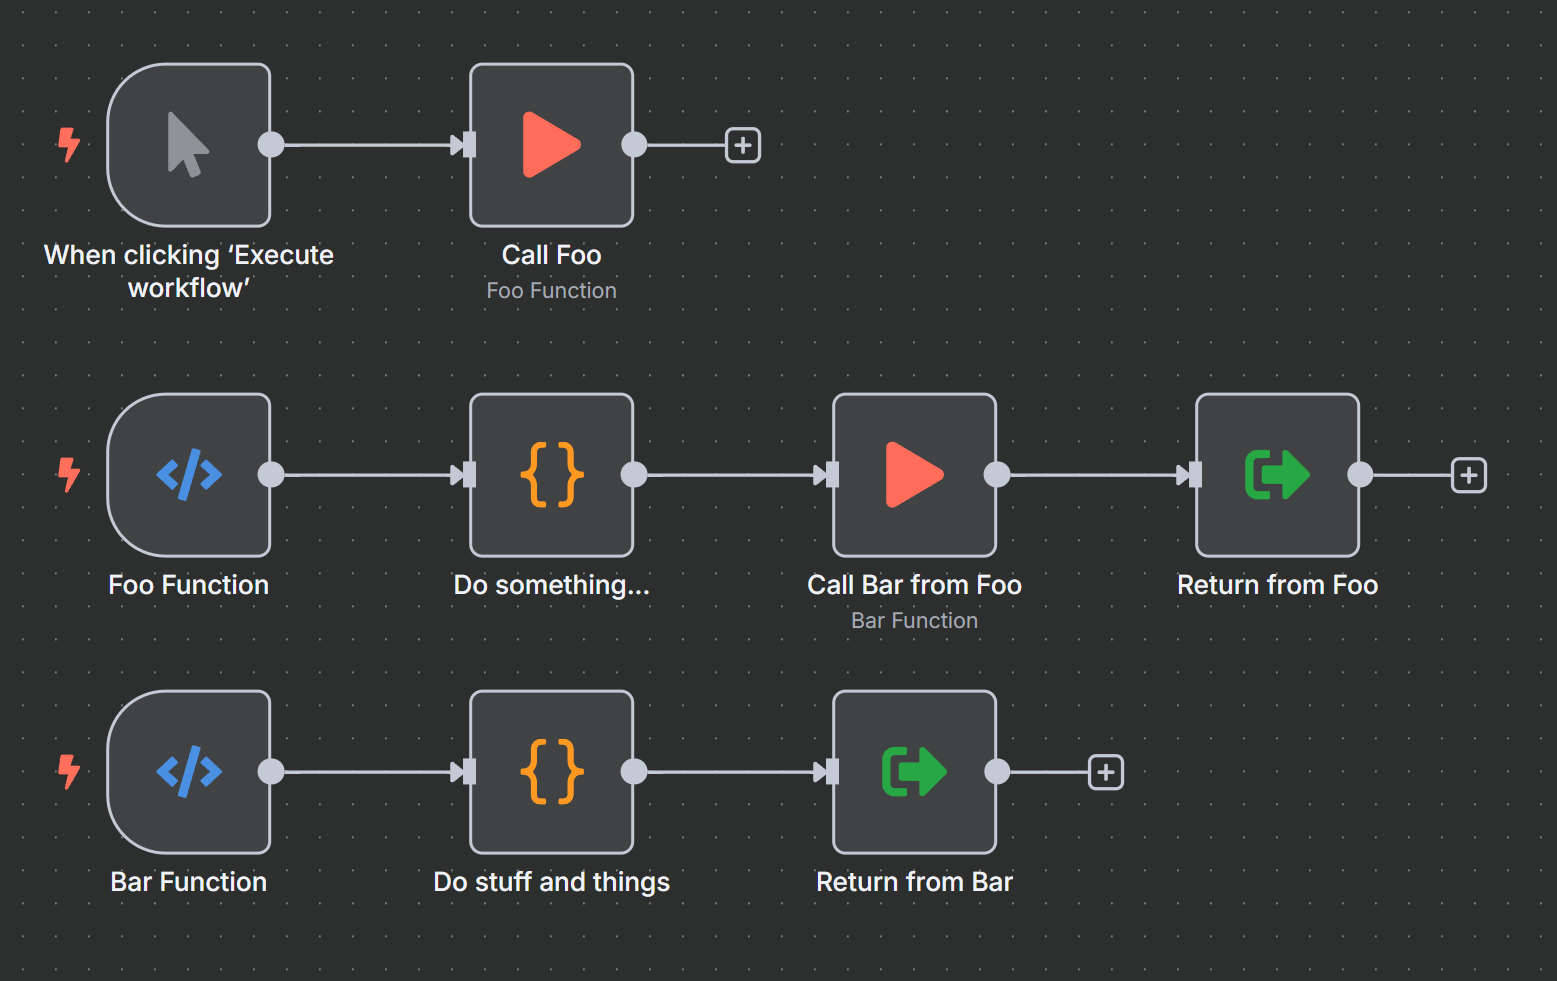 When clicking ‘Execute
workflow’
Call Foo
Foo Function
Foo Function
Do something...
Call Bar from Foo
Bar Function
Return from Foo
Bar Function
Do stuff and things
Return from Bar